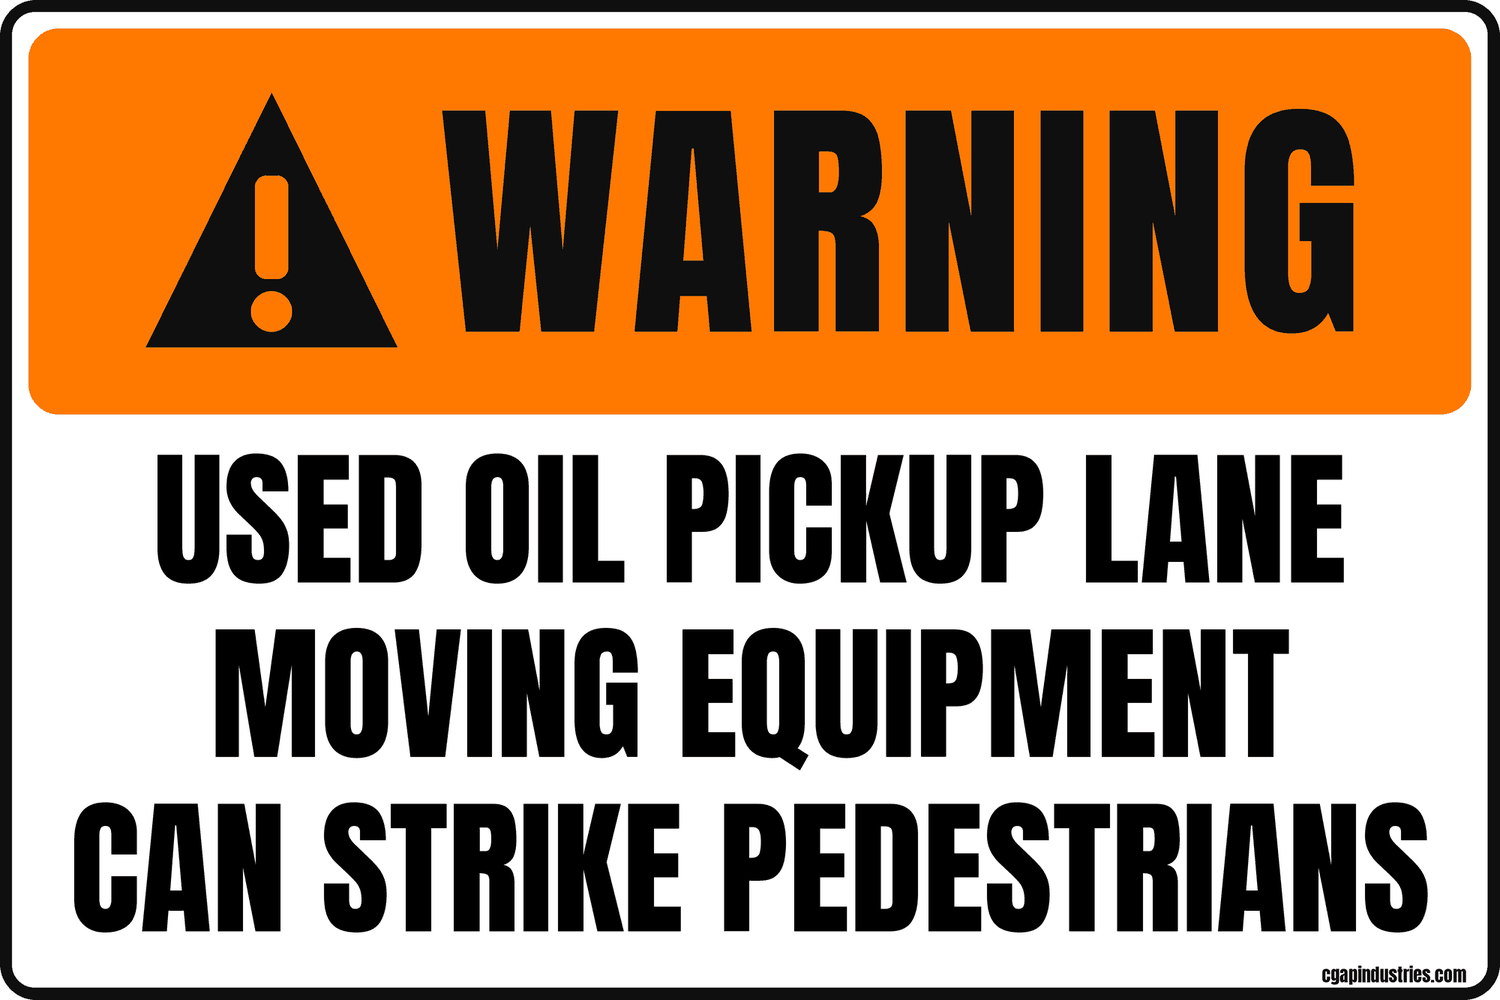 WARNING
USED OIL PICKUP LANE
MOVING EQUIPMENT
CAN STRIKE PEDESTRIANS
cgapindustries.com